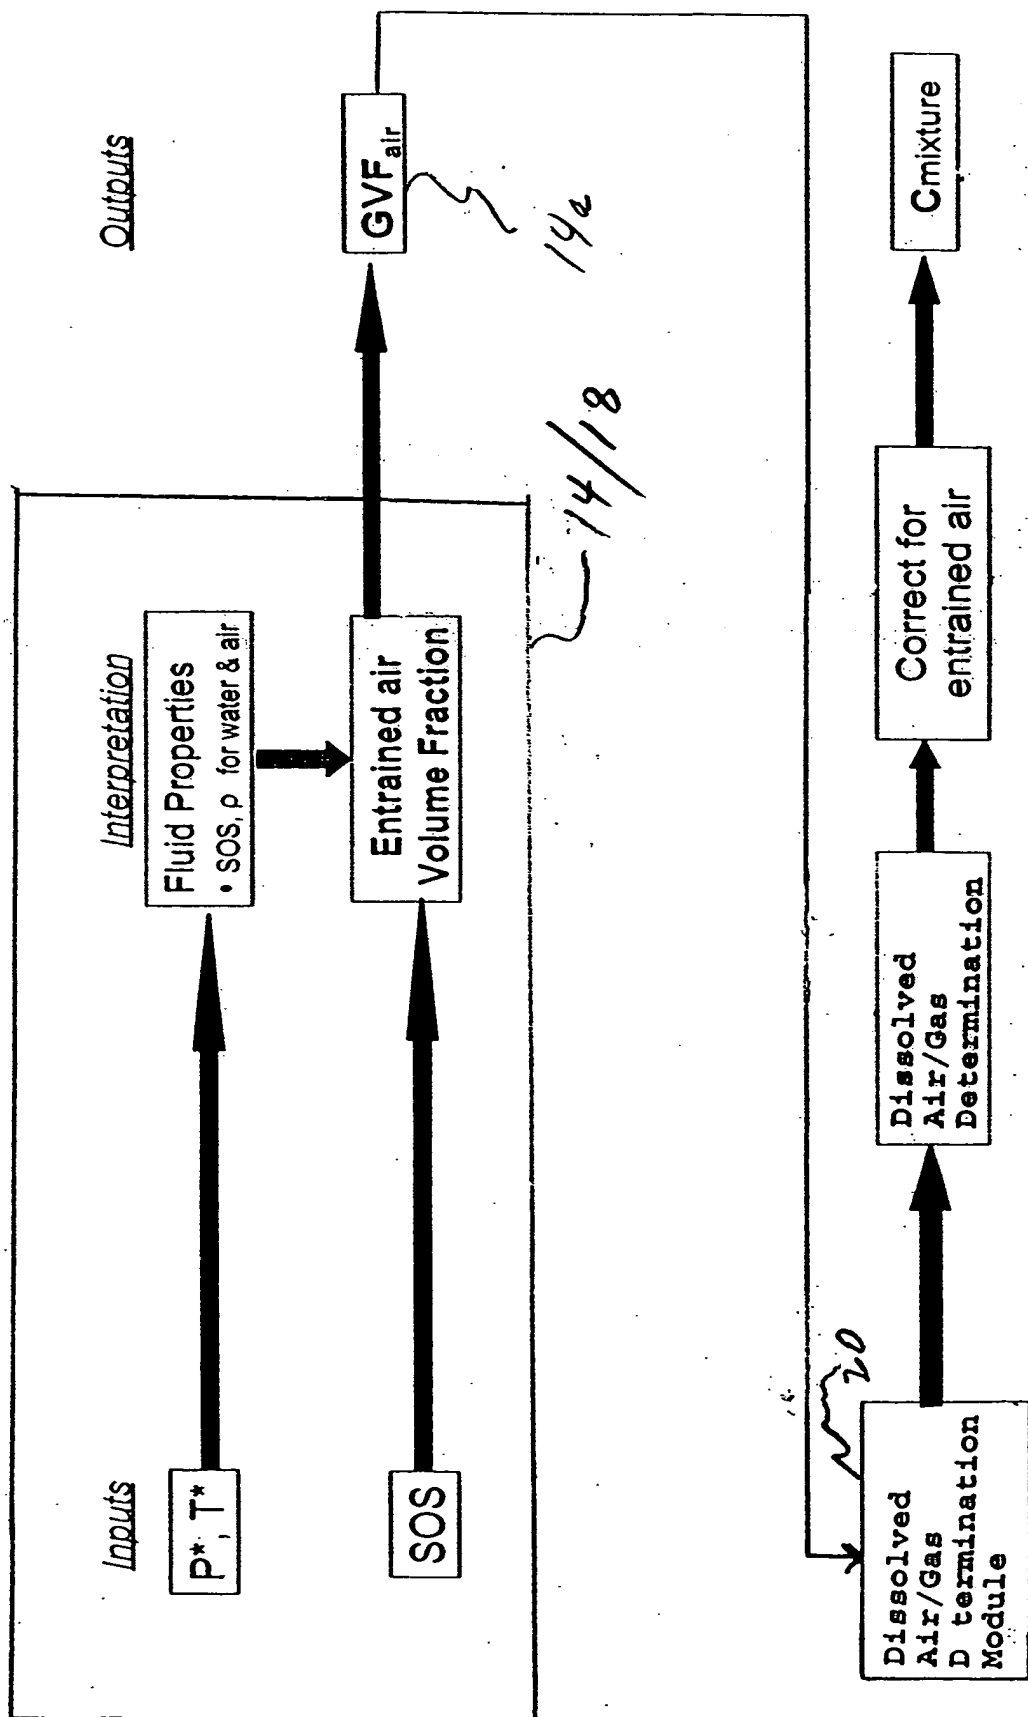 Inputs
Interpretation
Outputs
P*, T*
Fluid Properties
• SOS, ρ for water & air
SOS
Entrained air
Volume Fraction
GVFair
14a
14/18
20
Dissolved
Air/Gas
D termination
Module
Dissolved
Air/Gas
Determination
Correct for
entrained air
Cmixture